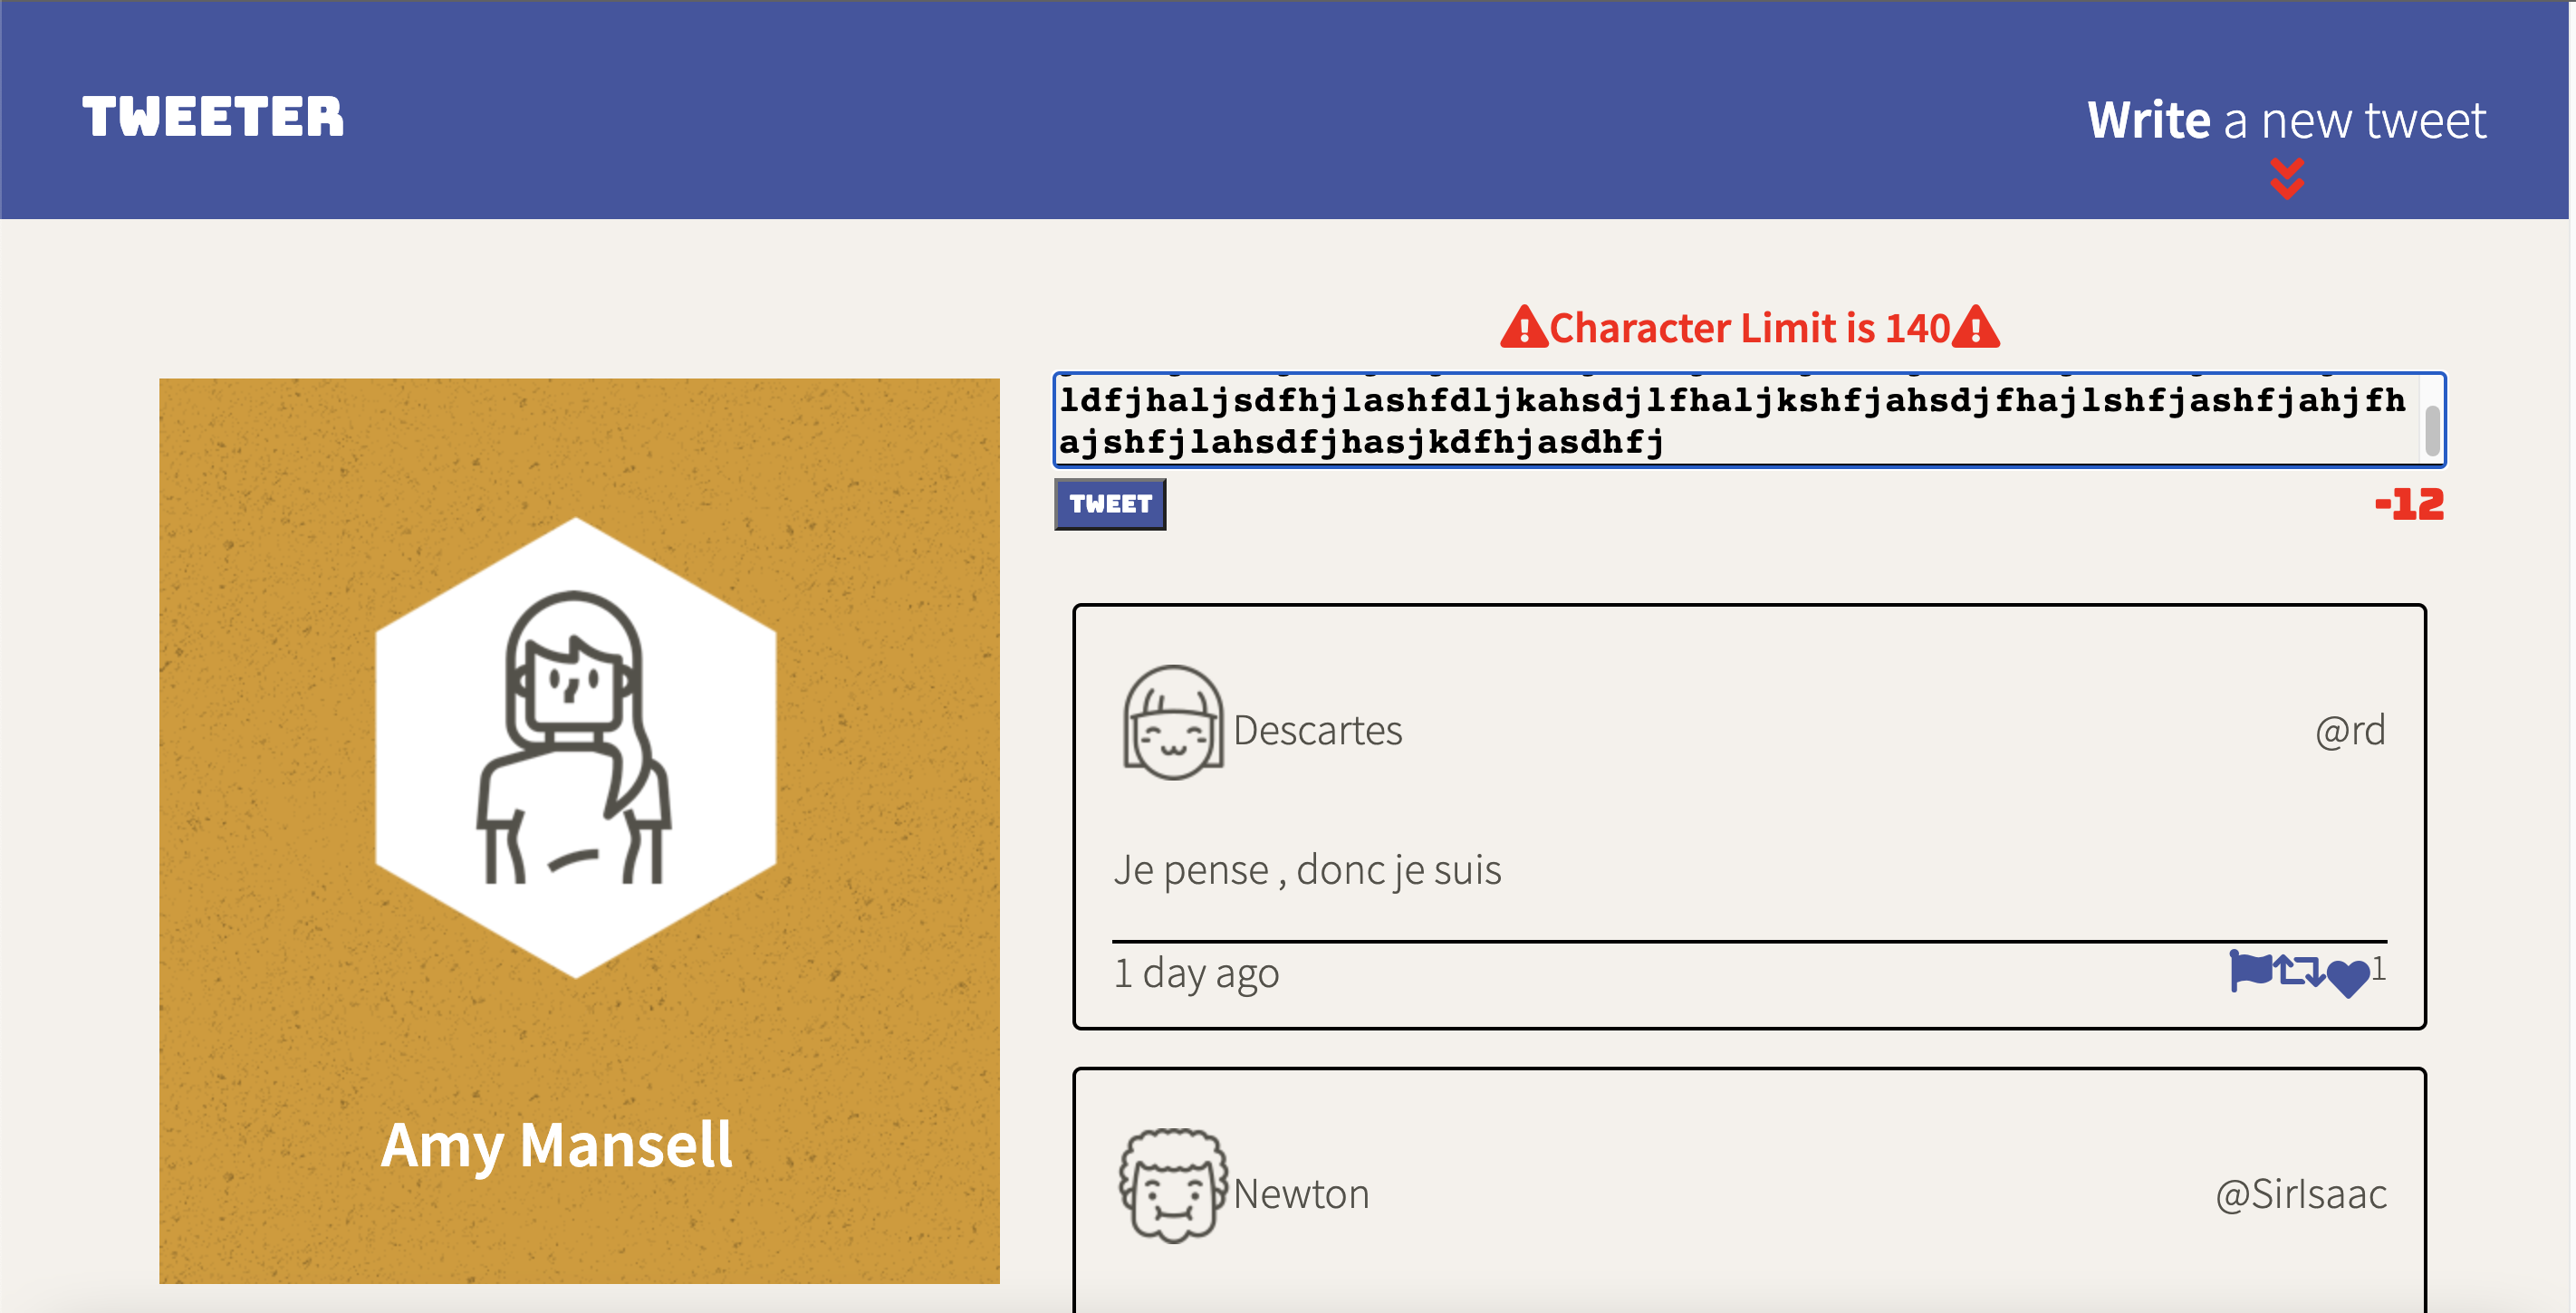 TWEETER
Write a new tweet
Character Limit is 140
ldfjhaljsdfhjlashfdljkahsdjlfhaljkshfjahsdjfhajlshfjashfjahjfh
ajshfjlahsdfjhasjkdfhjasdhfj
TWEET
-12
Amy Mansell
Descartes
@rd
Je pense , donc je suis
1 day ago
1
Newton
@SirIsaac